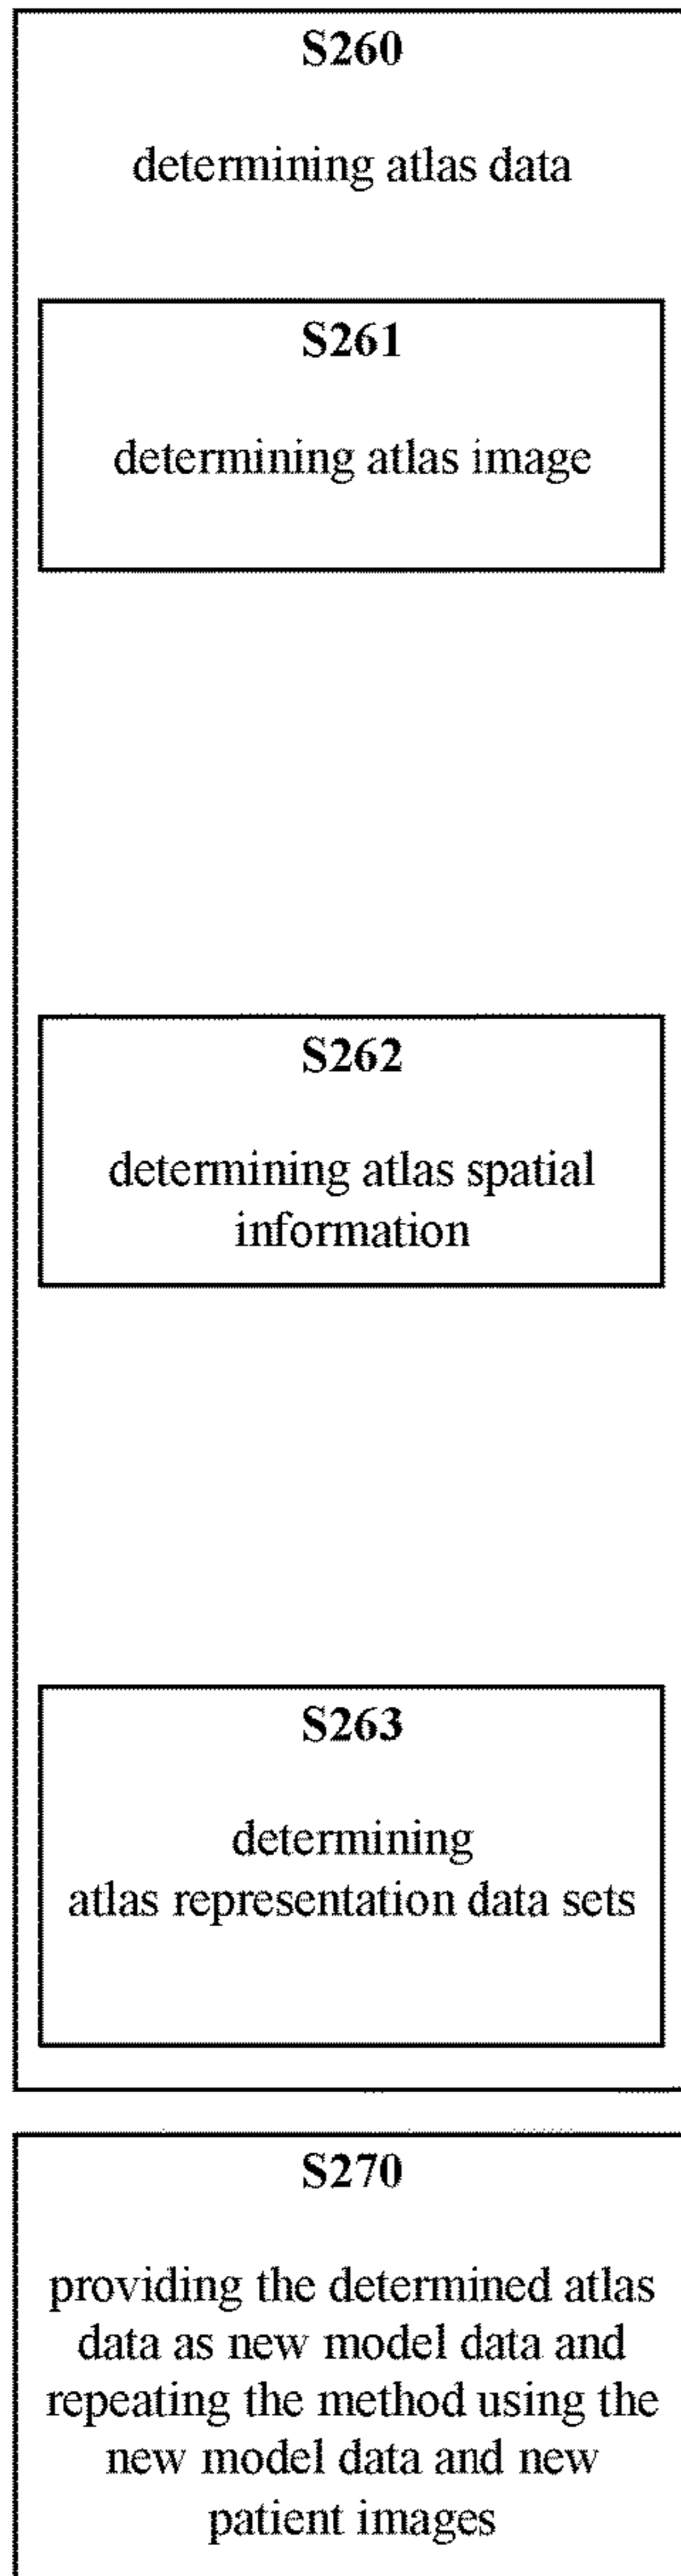 S260
determining atlas data
S261
determining atlas image
S262
determining atlas spatial
information
S263
determining
atlas representation data sets
S270
providing the determined atlas
data as new model data and
repeating the method using the
new model data and new
patient images